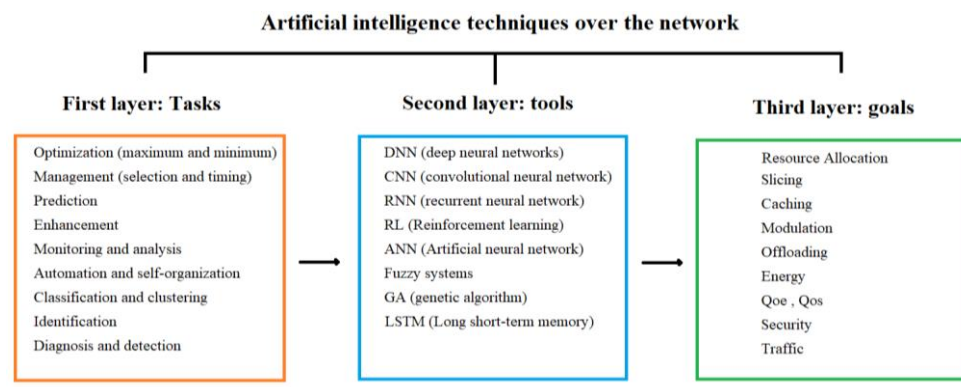 Artificial intelligence techniques over the network
First layer: Tasks
Optimization (maximum and minimum)
Management (selection and timing)
Prediction
Enhancement
Monitoring and analysis
Automation and self-organization
Classification and clustering
Identification
Diagnosis and detection
Second layer: tools
DNN (deep neural networks)
CNN (convolutional neural network)
RNN (recurrent neural network)
RL (Reinforcement learning)
ANN (Artificial neural network)
Fuzzy systems
GA (genetic algorithm)
LSTM (Long short-term memory)
Third layer: goals
Resource Allocation
Slicing
Caching
Modulation
Offloading
Energy
Qoe , Qos
Security
Traffic